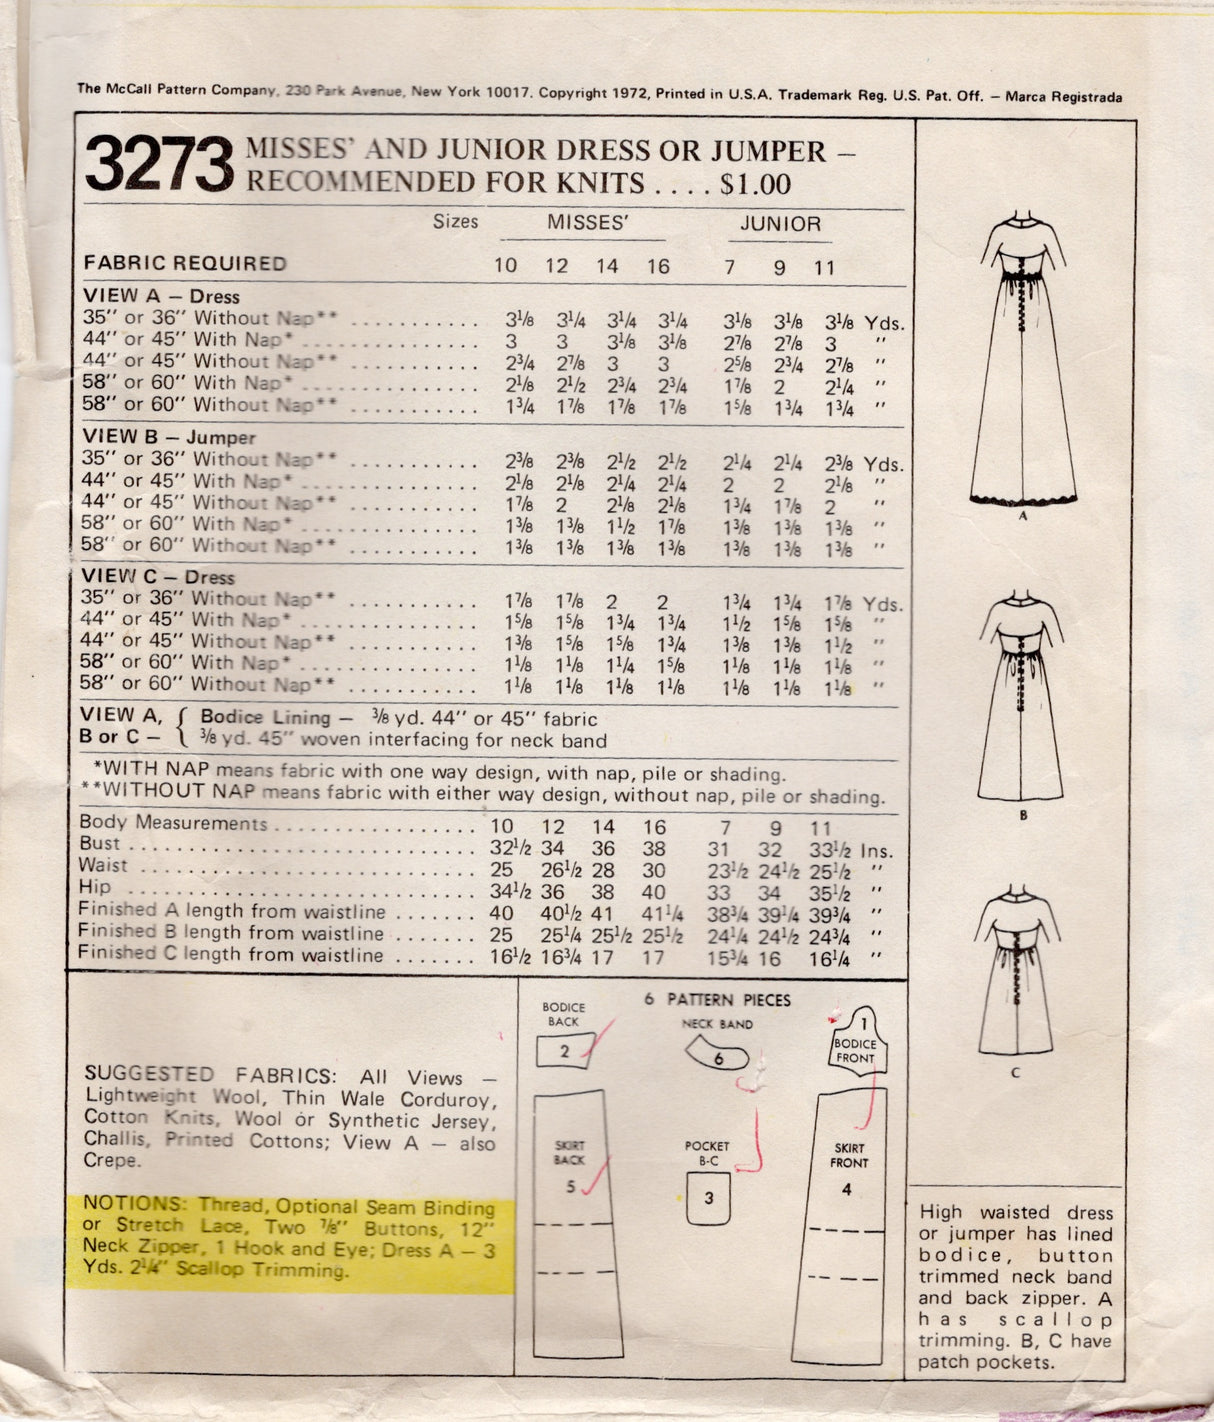 The McCall Pattern Company, 230 Park Avenue, New York 10017. Copyright 1972, Printed in U.S.A. Trademark Reg. U.S. Pat. Off. — Marca Registrada
3273 MISSES' AND JUNIOR DRESS OR JUMPER —
RECOMMENDED FOR KNITS .... $1.00
Sizes MISSES' JUNIOR
FABRIC REQUIRED 10 12 14 16 7 9 11
VIEW A — Dress
35" or 36" Without Nap** ........... 3⅛ 3¼ 3¼ 3¼ 3⅛ 3⅛ 3⅛ Yds.
44" or 45" With Nap* ............... 3 3 3⅛ 3⅛ 2⅞ 2⅞ 3 "
44" or 45" Without Nap** ........... 2¾ 2⅞ 3 3 2⅝ 2¾ 2⅞ "
58" or 60" With Nap* ............... 2⅛ 2½ 2¾ 2¾ 1⅞ 2 2¼ "
58" or 60" Without Nap** ........... 1¾ 1⅞ 1⅞ 1⅞ 1⅝ 1¾ 1¾ "
VIEW B — Jumper
35" or 36" Without Nap** ........... 2⅜ 2⅜ 2½ 2½ 2¼ 2¼ 2⅜ Yds.
44" or 45" With Nap* ............... 2⅛ 2⅛ 2¼ 2¼ 2 2 2⅛ "
44" or 45" Without Nap** ........... 1⅞ 2 2⅛ 2⅛ 1¾ 1⅞ 2 "
58" or 60" With Nap* ............... 1⅜ 1⅜ 1½ 1⅞ 1⅜ 1⅜ 1⅜ "
58" or 60" Without Nap** ........... 1⅜ 1⅜ 1⅜ 1⅜ 1⅜ 1⅜ 1⅜ "
VIEW C — Dress
35" or 36" Without Nap** ........... 1⅞ 1⅞ 2 2 1¾ 1¾ 1⅞ Yds.
44" or 45" With Nap* ............... 1⅝ 1⅝ 1¾ 1¾ 1½ 1⅝ 1⅝ "
44" or 45" Without Nap** ........... 1⅜ 1⅝ 1⅝ 1¾ 1⅜ 1⅜ 1½ "
58" or 60" With Nap* ............... 1⅛ 1⅛ 1¼ 1⅝ 1⅛ 1⅛ 1⅛ "
58" or 60" Without Nap** ........... 1⅛ 1⅛ 1⅛ 1⅛ 1⅛ 1⅛ 1⅛ "
VIEW A, { Bodice Lining — ⅜ yd. 44" or 45" fabric
B or C — { ⅜ yd. 45" woven interfacing for neck band
*WITH NAP means fabric with one way design, with nap, pile or shading.
**WITHOUT NAP means fabric with either way design, without nap, pile or shading.
Body Measurements .................. 10 12 14 16 7 9 11
Bust ............................... 32½ 34 36 38 31 32 33½ Ins.
Waist .............................. 25 26½ 28 30 23½ 24½ 25½ "
Hip ................................ 34½ 36 38 40 33 34 35½ "
Finished A length from waistline ....... 40 40½ 41 41¼ 38¾ 39¼ 39¾ "
Finished B length from waistline ....... 25 25¼ 25½ 25½ 24¼ 24½ 24¾ "
Finished C length from waistline ....... 16½ 16¾ 17 17 15¾ 16 16¼ "
SUGGESTED FABRICS: All Views —
Lightweight Wool, Thin Wale Corduroy,
Cotton Knits, Wool or Synthetic Jersey,
Challis, Printed Cottons; View A — also
Crepe.
NOTIONS: Thread, Optional Seam Binding
or Stretch Lace, Two ⅞" Buttons, 12"
Neck Zipper, 1 Hook and Eye; Dress A — 3
Yds. 2¼" Scallop Trimming.
6 PATTERN PIECES
BODICE
BACK
2
NECK BAND
6
1
BODICE
FRONT
SKIRT
BACK
5
POCKET
B-C
3
SKIRT
FRONT
4
A
B
C
High waisted dress
or jumper has lined
bodice, button
trimmed neck band
and back zipper. A
has scallop
trimming. B, C have
patch pockets.